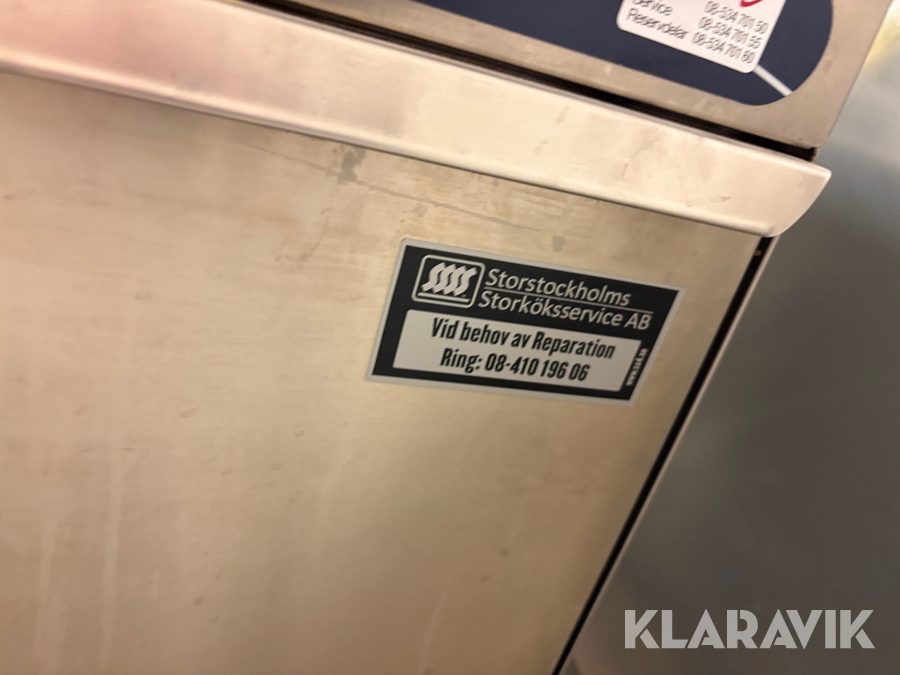 08-534 701 50
Service 08-534 701 55
Reservdelar 08-534 701 60
SSSS
Storstockholms
Storköksservice AB
Vid behov av Reparation
Ring: 08-410 196 06
KLARAVIK